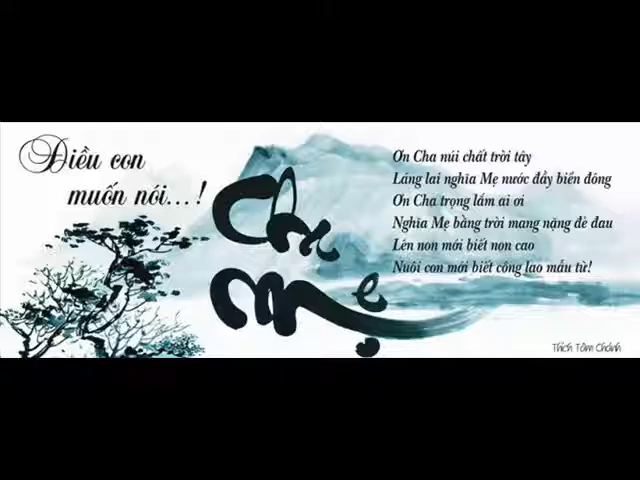 Điều con
muốn nói...!
Cha
Mẹ
Ơn Cha núi chất trời tây
Láng lai nghĩa Mẹ nước đầy biển đông
Ơn Cha trọng lắm ai ơi
Nghĩa Mẹ bằng trời mang nặng đẻ đau
Lên non mới biết non cao
Nuôi con mới biết công lao mẫu từ!
Thích Tâm Chánh